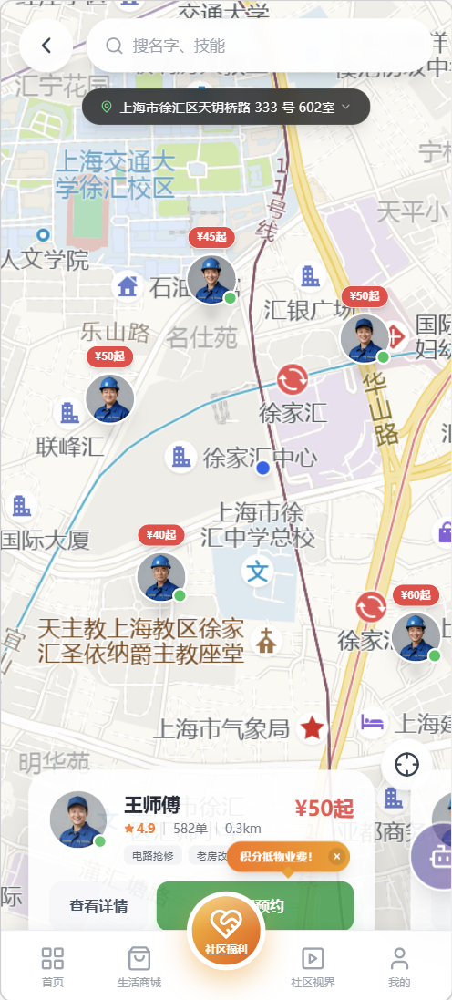 交通大学
搜名字、技能
汇宁花园
上海市徐汇区天钥桥路 333 号 602室
上海交通大
学徐汇校区
11号线
天平小
人文学院
¥45起
石油
汇银广场
¥50起
国际
妇幼
乐山路
名仕苑
¥50起
华山路
徐家汇
联峰汇
徐家汇中心
上海市徐
汇中学总校
国际大厦
¥40起
文
¥60起
天主教上海教区徐家
汇圣依纳爵主教座堂
宜山
徐家汇
上海市气象局
上海建
明华苑
王师傅
¥50起
4.9
582单
0.3km
电路抢修
老房改
积分抵物业费！
都商务
国际
查看详情
预约
社区福利
首页
生活商城
社区视界
我的